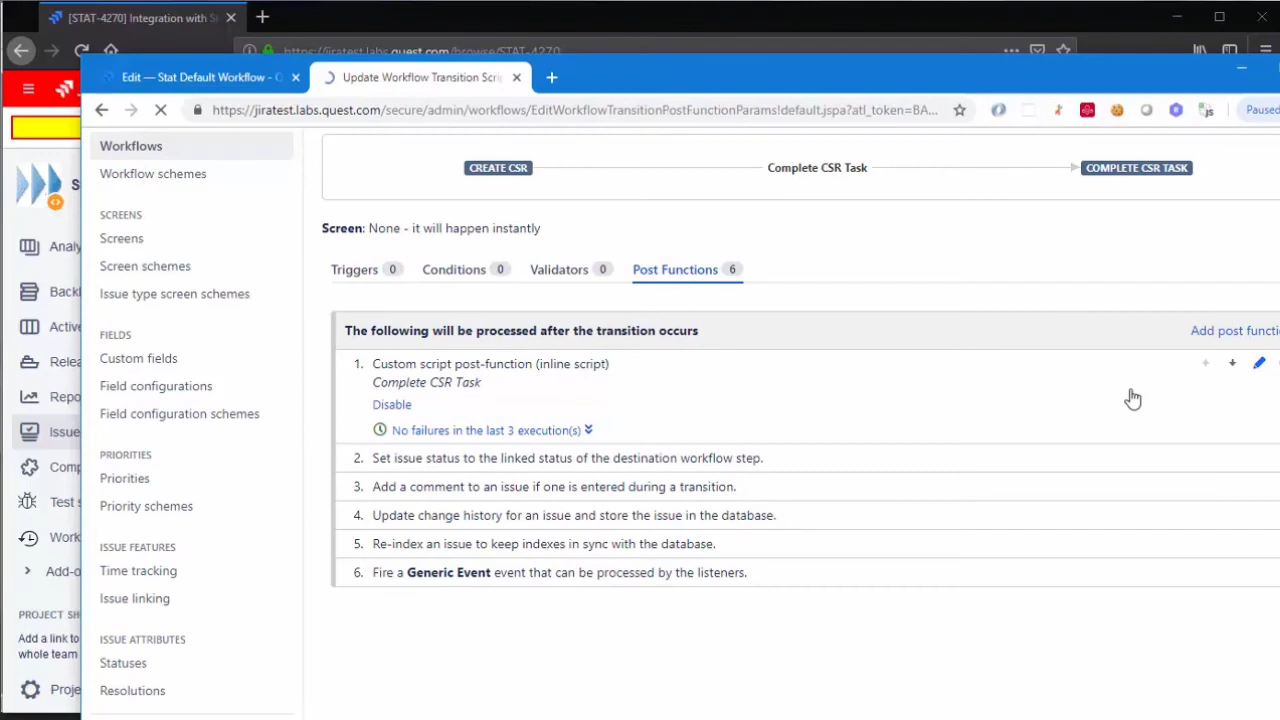 [STAT-4270] Integration with St
https://jiratest.labs.quest.com/browse/STAT-4270
Edit — Stat Default Workflow -
Update Workflow Transition Scri
https://jiratest.labs.quest.com/secure/admin/workflows/EditWorkflowTransitionPostFunctionParams!default.jspa?atl_token=BA...
Paused
S
Analy
Backl
Active
Relea
Repo
Issue
Comp
Test s
Work
Add-o
PROJECT SH
Add a link to
whole team
Proje
Workflows
Workflow schemes
SCREENS
Screens
Screen schemes
Issue type screen schemes
FIELDS
Custom fields
Field configurations
Field configuration schemes
PRIORITIES
Priorities
Priority schemes
ISSUE FEATURES
Time tracking
Issue linking
ISSUE ATTRIBUTES
Statuses
Resolutions
CREATE CSR
Complete CSR Task
COMPLETE CSR TASK
Screen: None - it will happen instantly
Triggers 0
Conditions 0
Validators 0
Post Functions 6
The following will be processed after the transition occurs
Add post functi
1. Custom script post-function (inline script)
Complete CSR Task
Disable
No failures in the last 3 execution(s)
2. Set issue status to the linked status of the destination workflow step.
3. Add a comment to an issue if one is entered during a transition.
4. Update change history for an issue and store the issue in the database.
5. Re-index an issue to keep indexes in sync with the database.
6. Fire a Generic Event event that can be processed by the listeners.